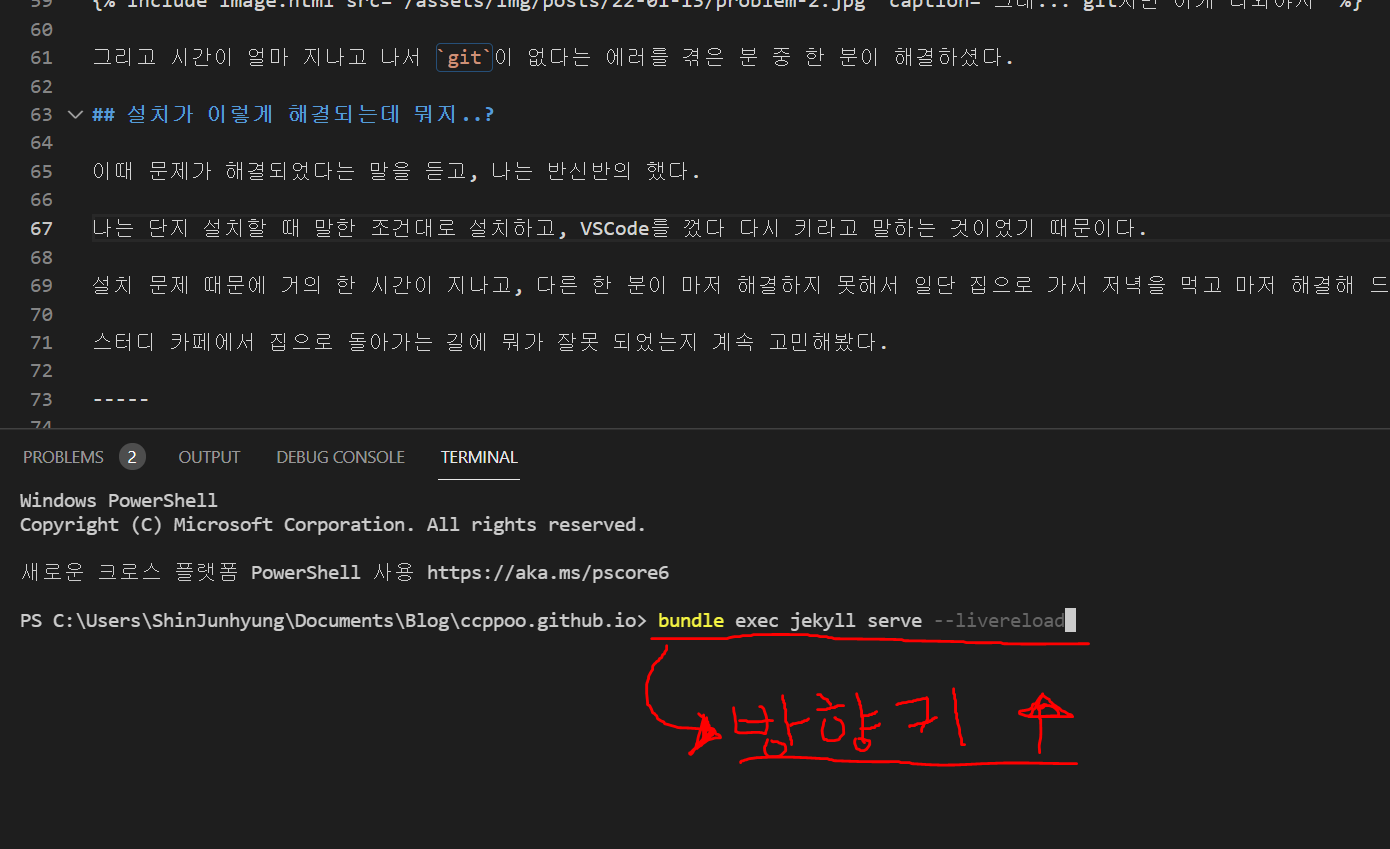 59 {% include image.html src="/assets/img/posts/22-01-13/problem-2.jpg" caption="그래... git치면 이게 나와야지" %}
60
61 그리고 시간이 얼마 지나고 나서 `git`이 없다는 에러를 겪은 분 중 한 분이 해결하셨다.
62
63 ## 설치가 이렇게 해결되는데 뭐지..?
64
65 이때 문제가 해결되었다는 말을 듣고, 나는 반신반의 했다.
66
67 나는 단지 설치할 때 말한 조건대로 설치하고, VSCode를 껐다 다시 키라고 말하는 것이었기 때문이다.
68
69 설치 문제 때문에 거의 한 시간이 지나고, 다른 한 분이 마저 해결하지 못해서 일단 집으로 가서 저녁을 먹고 마저 해결해 드
70
71 스터디 카페에서 집으로 돌아가는 길에 뭐가 잘못 되었는지 계속 고민해봤다.
72
73 -----
74
PROBLEMS 2 OUTPUT DEBUG CONSOLE TERMINAL
Windows PowerShell
Copyright (C) Microsoft Corporation. All rights reserved.
새로운 크로스 플랫폼 PowerShell 사용 https://aka.ms/pscore6
PS C:\Users\ShinJunhyung\Documents\Blog\ccppoo.github.io> bundle exec jekyll serve --livereload
방향키 ↑